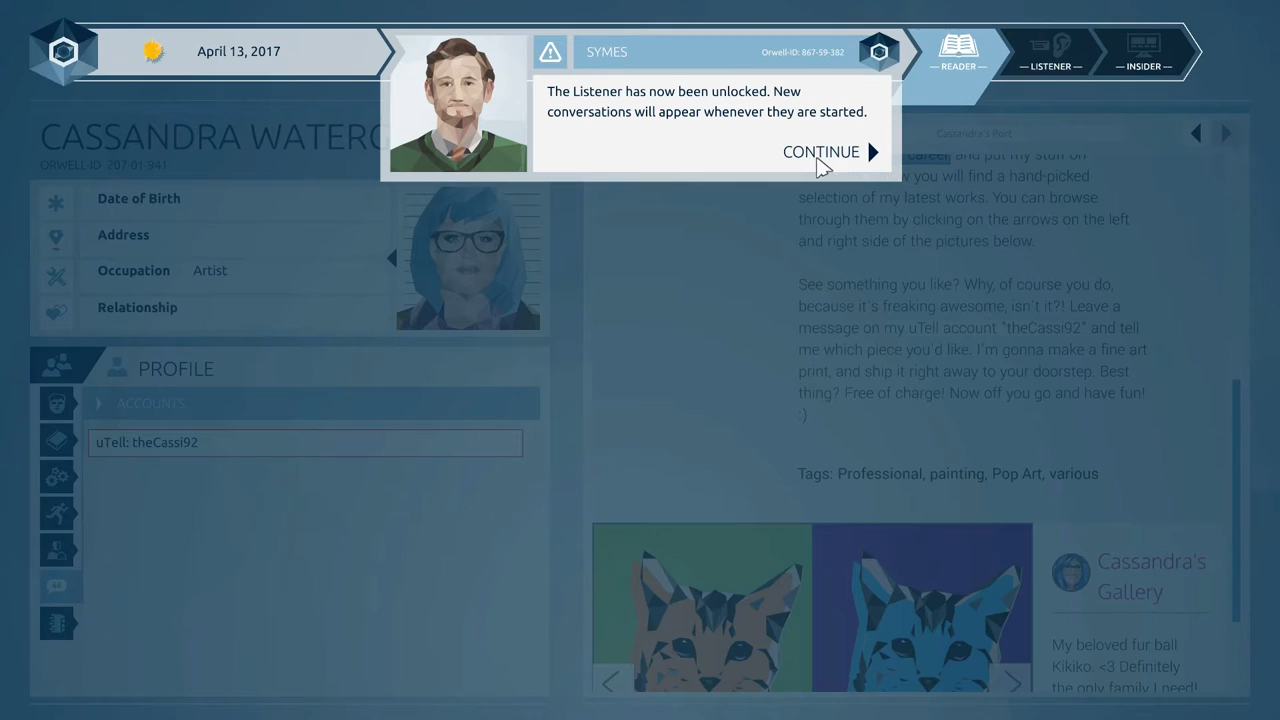 April 13, 2017
SYMES
Orwell-ID: 867-59-382
The Listener has now been unlocked. New
conversations will appear whenever they are started.
CONTINUE
— READER —
— LISTENER —
— INSIDER —
CASSANDRA WATER
ORWELL-ID: 207-01-941
Date of Birth
Address
Occupation Artist
Relationship
PROFILE
ACCOUNTS
uTell: theCassi92
Cassandra's Port
career and put my stuff on
you will find a hand-picked
selection of my latest works. You can browse
through them by clicking on the arrows on the left
and right side of the pictures below.
See something you like? Why, of course you do,
because it's freaking awesome, isn't it?! Leave a
message on my uTell account "theCassi92" and tell
me which piece you'd like. I'm gonna make a fine art
print, and ship it right away to your doorstep. Best
thing? Free of charge! Now off you go and have fun!
:)
Tags: Professional, painting, Pop Art, various
Cassandra's
Gallery
My beloved fur ball
Kikiko. <3 Definitely
the only family I need!